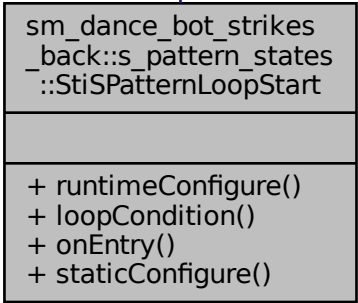 sm_dance_bot_strikes
_back::s_pattern_states
::StiSPatternLoopStart
+ runtimeConfigure()
+ loopCondition()
+ onEntry()
+ staticConfigure()